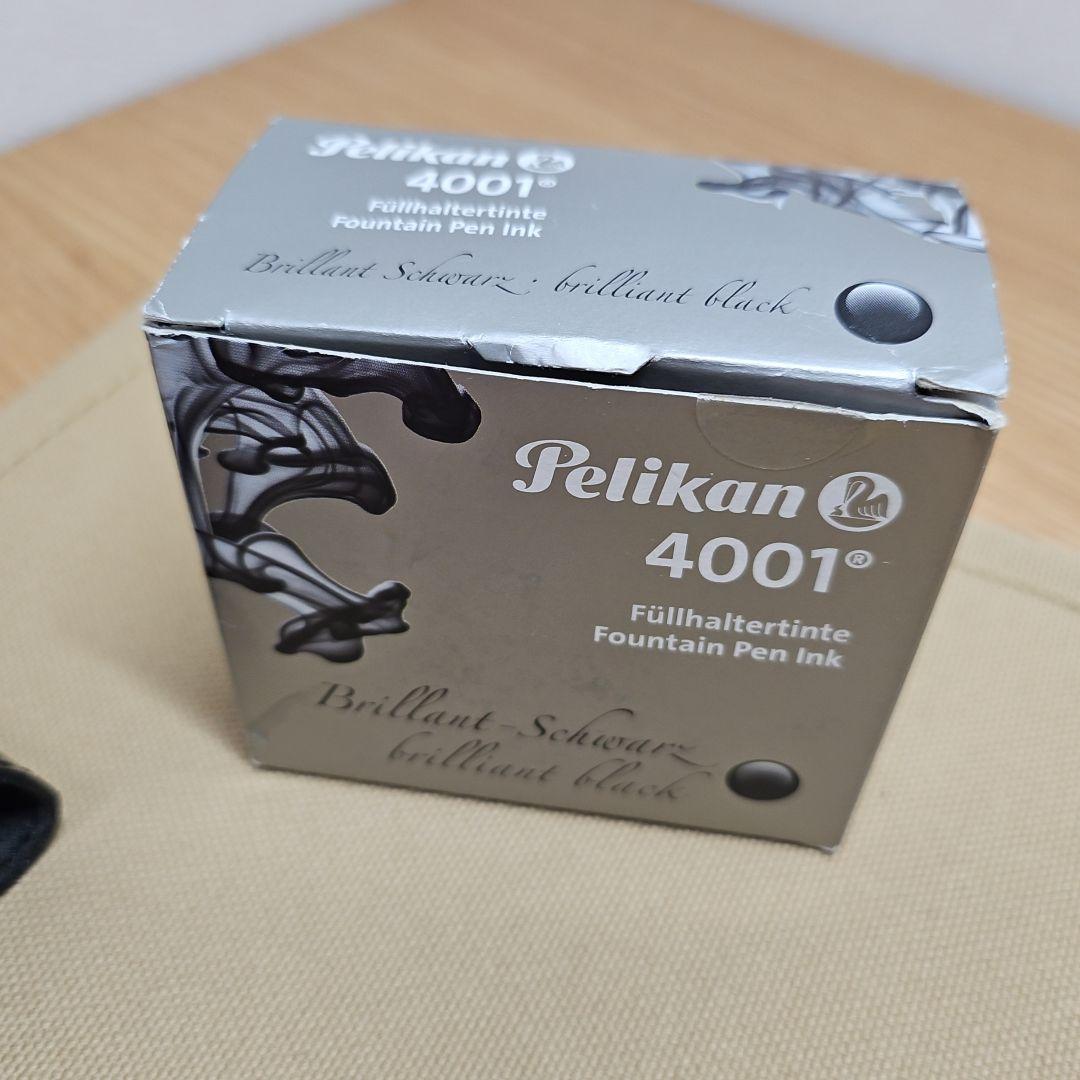 Pelikan
4001®
Füllhaltertinte
Fountain Pen Ink
Brillant Schwarz · brilliant black
Pelikan
4001®
Füllhaltertinte
Fountain Pen Ink
Brillant-Schwarz
brilliant black